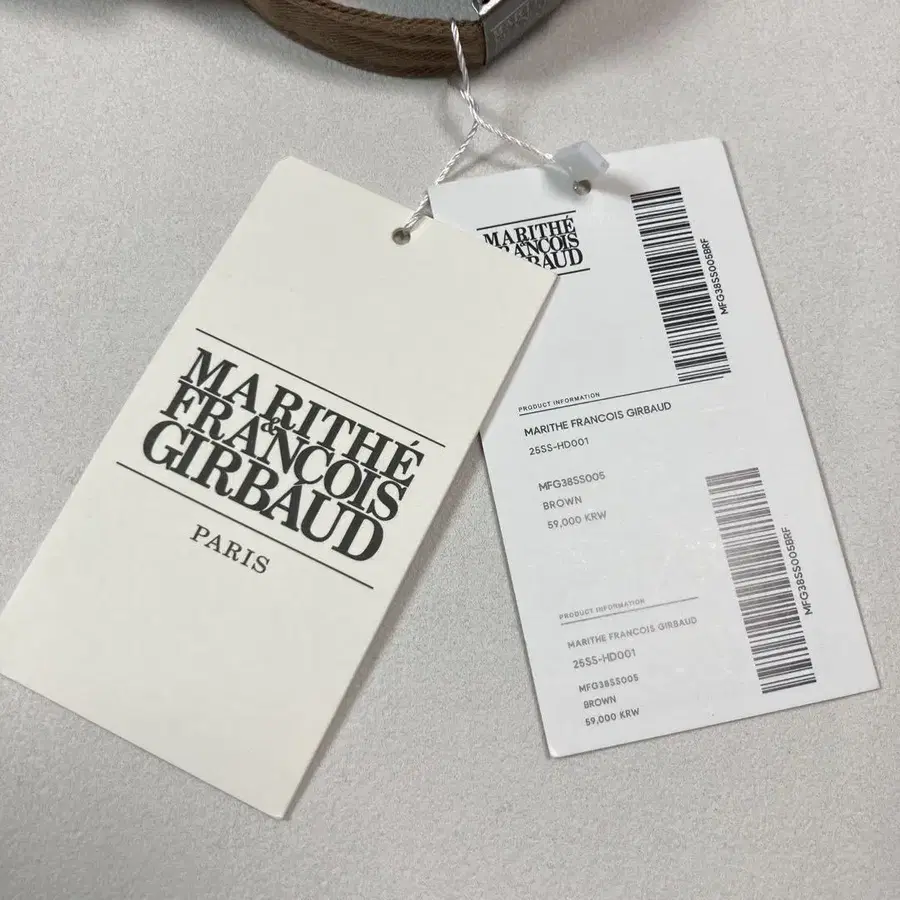 MARITHÉ
FRANÇOIS
&
GIRBAUD
PARIS
MARITHÉ
FRANÇOIS
&
GIRBAUD
MFG38SS005BRF
PRODUCT INFORMATION
MARITHE FRANCOIS GIRBAUD
25SS-HD001
MFG38SS005
BROWN
59,000 KRW
MFG38SS005BRF
PRODUCT INFORMATION
MARITHE FRANCOIS GIRBAUD
25SS-HD001
MFG38SS005
BROWN
59,000 KRW